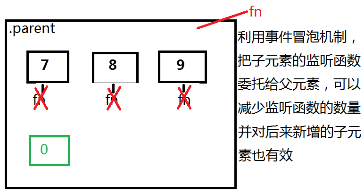 fn
.parent
7 8 9
fn fn fn
0
利用事件冒泡机制，
把子元素的监听函数
委托给父元素，可以
减少监听函数的数量
并对后来新增的子元
素也有效